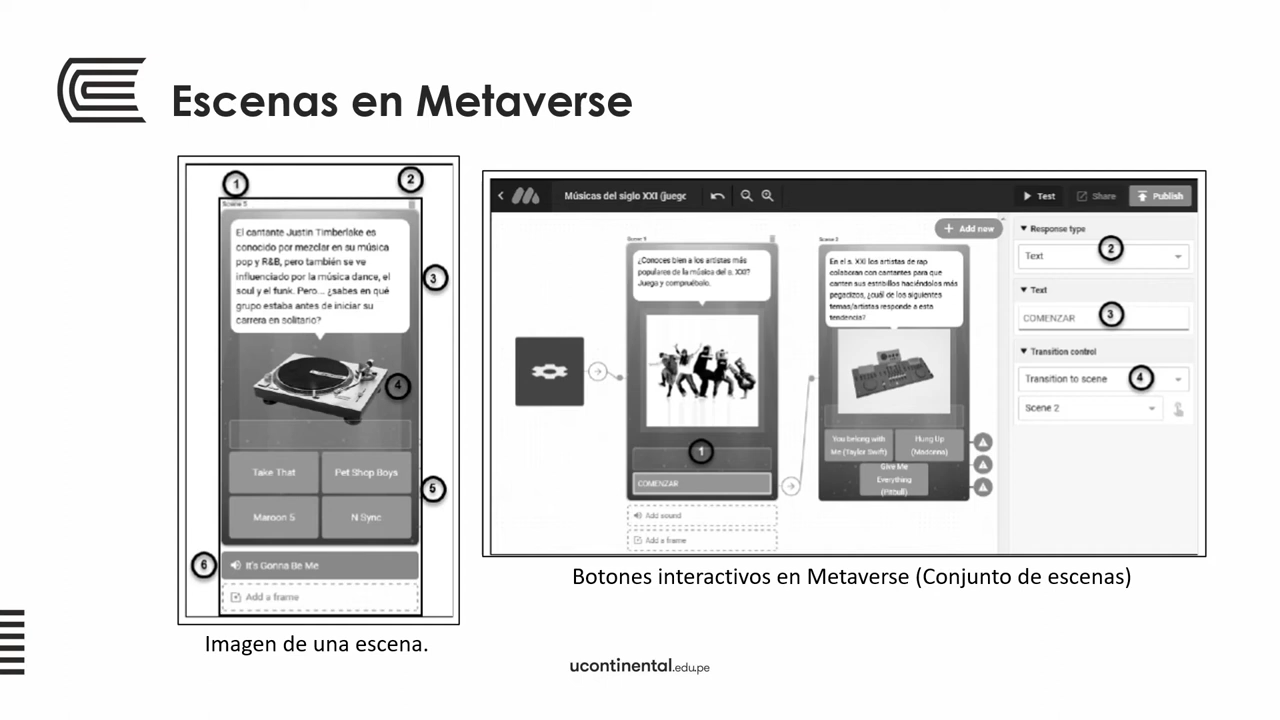 Escenas en Metaverse
1
2
Scene 5
El cantante Justin Timberlake es
conocido por mezclar en su música
pop y R&B, pero también se ve
influenciado por la música dance, el
soul y el funk. Pero... ¿sabes en qué
grupo estaba antes de iniciar su
carrera en solitario?
3
4
Take That
Pet Shop Boys
5
Maroon 5
N Sync
6
It's Gonna Be Me
Add a frame
Imagen de una escena.
Músicas del siglo XXI (juego
Test
Share
Publish
Add new
Scene 1
¿Conoces bien a los artistas más
populares de la música del s. XXI?
Juega y compruébalo.
1
COMENZAR
Add sound
Add a frame
Scene 2
En el s. XXI los artistas de rap
colaboran con cantantes para que
canten sus estribillos haciéndolos más
pegadizos, ¿cuál de los siguientes
temas/artistas responde a esta
tendencia?
You belong with
Me (Taylor Swift)
Hung Up
(Madonna)
Give Me
Everything
(Pitbull)
Response type
2
Text
Text
COMENZAR
3
Transition control
Transition to scene
4
Scene 2
Botones interactivos en Metaverse (Conjunto de escenas)
ucontinental.edu.pe